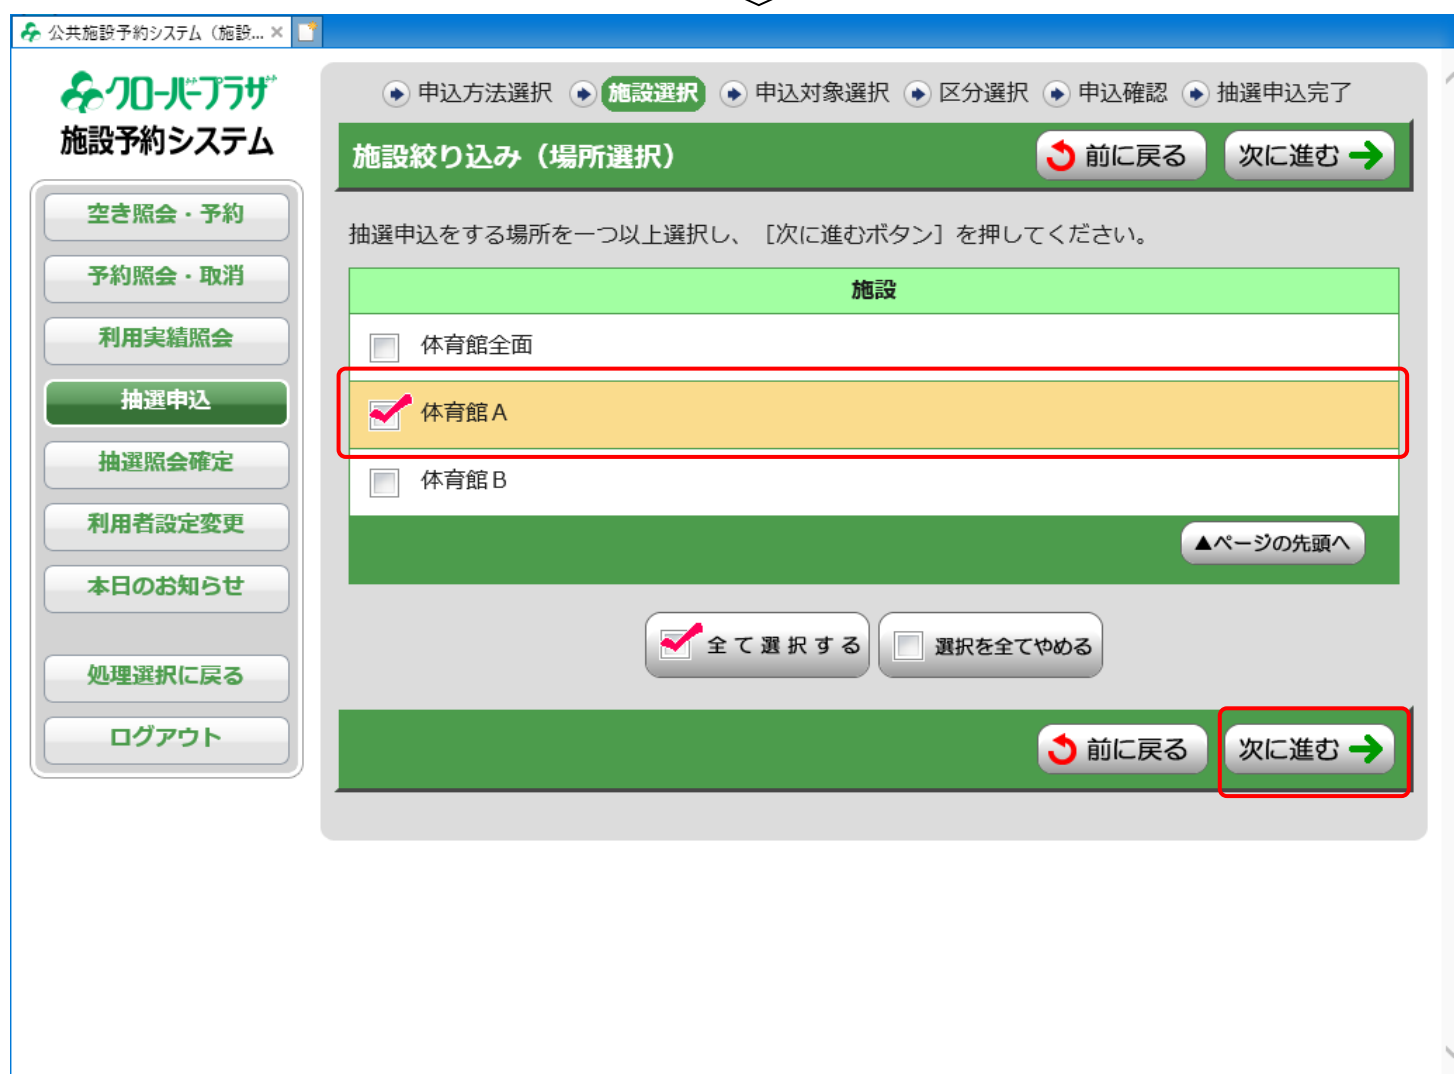 公共施設予約システム（施設...
クローバープラザ
施設予約システム
空き照会・予約
予約照会・取消
利用実績照会
抽選申込
抽選照会確定
利用者設定変更
本日のお知らせ
処理選択に戻る
ログアウト
申込方法選択 施設選択 申込対象選択 区分選択 申込確認 抽選申込完了
施設絞り込み（場所選択） 前に戻る 次に進む
抽選申込をする場所を一つ以上選択し、［次に進むボタン］を押してください。
施設
体育館全面
体育館Ａ
体育館Ｂ
▲ページの先頭へ
全て選択する 選択を全てやめる
前に戻る 次に進む